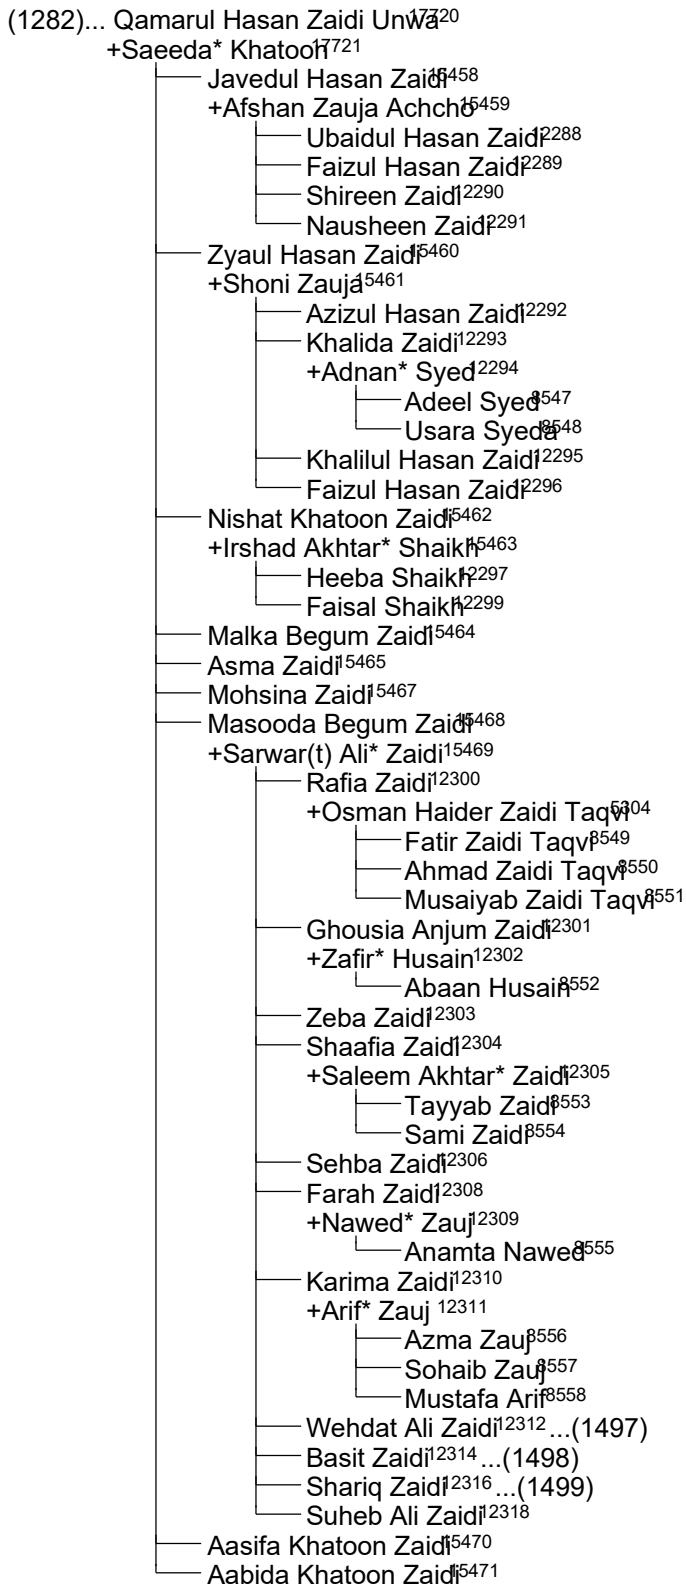 (1282)... Qamarul Hasan Zaidi Unwa17720
+Saeeda* Khatoon17721
Javedul Hasan Zaidi15458
+Afshan Zauja Achcho15459
Ubaidul Hasan Zaidi12288
Faizul Hasan Zaidi12289
Shireen Zaidi12290
Nausheen Zaidi12291
Zyaul Hasan Zaidi15460
+Shoni Zauja15461
Azizul Hasan Zaidi12292
Khalida Zaidi12293
+Adnan* Syed12294
Adeel Syed8547
Usara Syeda8548
Khalilul Hasan Zaidi12295
Faizul Hasan Zaidi12296
Nishat Khatoon Zaidi15462
+Irshad Akhtar* Shaikh15463
Heeba Shaikh12297
Faisal Shaikh12299
Malka Begum Zaidi15464
Asma Zaidi15465
Mohsina Zaidi15467
Masooda Begum Zaidi15468
+Sarwar(t) Ali* Zaidi15469
Rafia Zaidi12300
+Osman Haider Zaidi Taqvi5304
Fatir Zaidi Taqvi8549
Ahmad Zaidi Taqvi8550
Musaiyab Zaidi Taqvi8551
Ghousia Anjum Zaidi12301
+Zafir* Husain12302
Abaan Husain8552
Zeba Zaidi12303
Shaafia Zaidi12304
+Saleem Akhtar* Zaidi12305
Tayyab Zaidi8553
Sami Zaidi8554
Sehba Zaidi12306
Farah Zaidi12308
+Nawed* Zauj12309
Anamta Nawed8555
Karima Zaidi12310
+Arif* Zauj 12311
Azma Zauj8556
Sohaib Zauj8557
Mustafa Arif8558
Wehdat Ali Zaidi12312...(1497)
Basit Zaidi12314...(1498)
Shariq Zaidi12316...(1499)
Suheb Ali Zaidi12318
Aasifa Khatoon Zaidi15470
Aabida Khatoon Zaidi15471